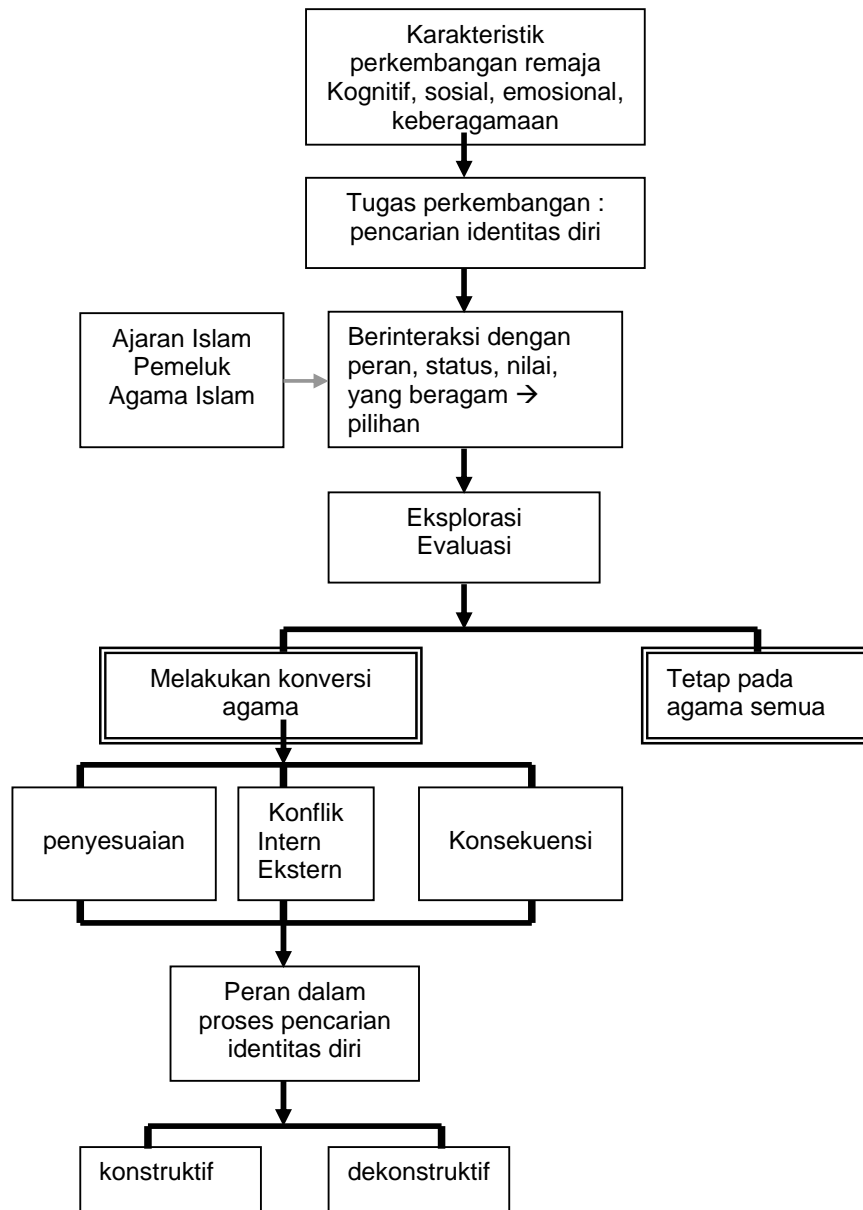 Karakteristik
perkembangan remaja
Kognitif, sosial, emosional,
keberagamaan
Tugas perkembangan :
pencarian identitas diri
Ajaran Islam
Pemeluk
Agama Islam
Berinteraksi dengan
peran, status, nilai,
yang beragam →
pilihan
Eksplorasi
Evaluasi
Melakukan konversi
agama
Tetap pada
agama semua
penyesuaian
Konflik
Intern
Ekstern
Konsekuensi
Peran dalam
proses pencarian
identitas diri
konstruktif
dekonstruktif